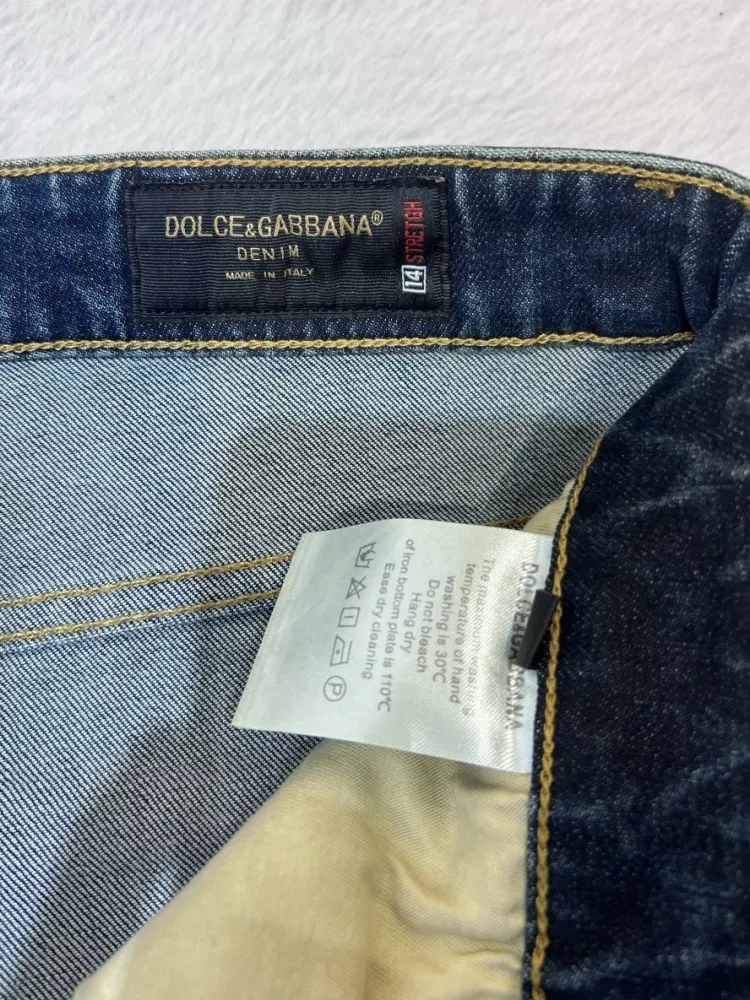 DOLCE&GABBANA®
DENIM
MADE IN ITALY
14 STRETCH
DOLCE&GABBANA
The maximum washing
temperature of hand
washing is 30°C
Do not bleach
Hang dry
of iron bottom plate is 110°C
Ease dry cleaning
P